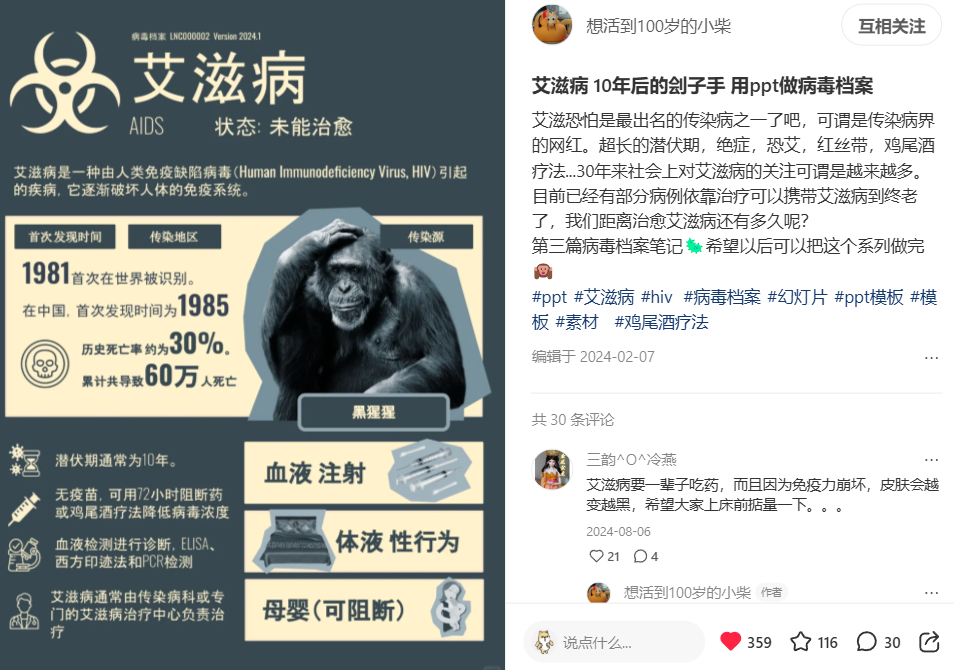 病毒档案 LNC000002 Version 2024.1
艾滋病
AIDS
状态: 未能治愈
艾滋病是一种由人类免疫缺陷病毒(Human Immunodeficiency Virus, HIV)引起
的疾病, 它逐渐破坏人体的免疫系统。
首次发现时间
传染地区
传染源
1981首次在世界被识别。
在中国, 首次发现时间为1985
历史死亡率 约为30%。
累计共导致60万人死亡
黑猩猩
潜伏期通常为10年。
无疫苗, 可用72小时阻断药
或鸡尾酒疗法降低病毒浓度
血液检测进行诊断, ELISA、
西方印迹法和PCR检测
艾滋病通常由传染病科或专
门的艾滋病治疗中心负责治
疗
血液 注射
体液 性行为
母婴(可阻断)
想活到100岁的小柴
互相关注
艾滋病 10年后的刽子手 用ppt做病毒档案
艾滋恐怕是最出名的传染病之一了吧，可谓是传染病界
的网红。超长的潜伏期，绝症，恐艾，红丝带，鸡尾酒
疗法...30年来社会上对艾滋病的关注可谓是越来越多。
目前已经有部分病例依靠治疗可以携带艾滋病到终老
了，我们距离治愈艾滋病还有多久呢?
第三篇病毒档案笔记🦠希望以后可以把这个系列做完
🙉
#ppt #艾滋病 #hiv #病毒档案 #幻灯片 #ppt模板 #模
板 #素材 #鸡尾酒疗法
编辑于 2024-02-07
...
共 30 条评论
三韵^O^冷燕
...
艾滋病要一辈子吃药，而且因为免疫力崩坏，皮肤会越
变越黑，希望大家上床前掂量一下。。。
2024-08-06
21
4
想活到100岁的小柴 作者
...
说点什么...
359
116
30